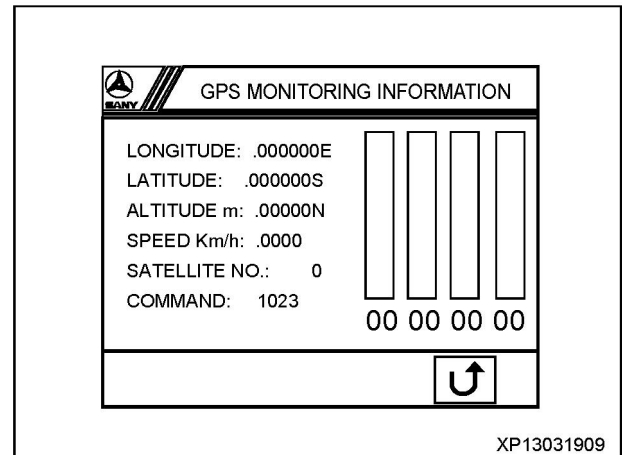 SANY
GPS MONITORING INFORMATION
LONGITUDE: .000000E
LATITUDE: .000000S
ALTITUDE m: .00000N
SPEED Km/h: .0000
SATELLITE NO.: 0
COMMAND: 1023
00 00 00 00
XP13031909